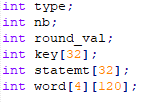 int type;
int nb;
int round_val;
int key[32];
int statemt[32];
int word[4][120];